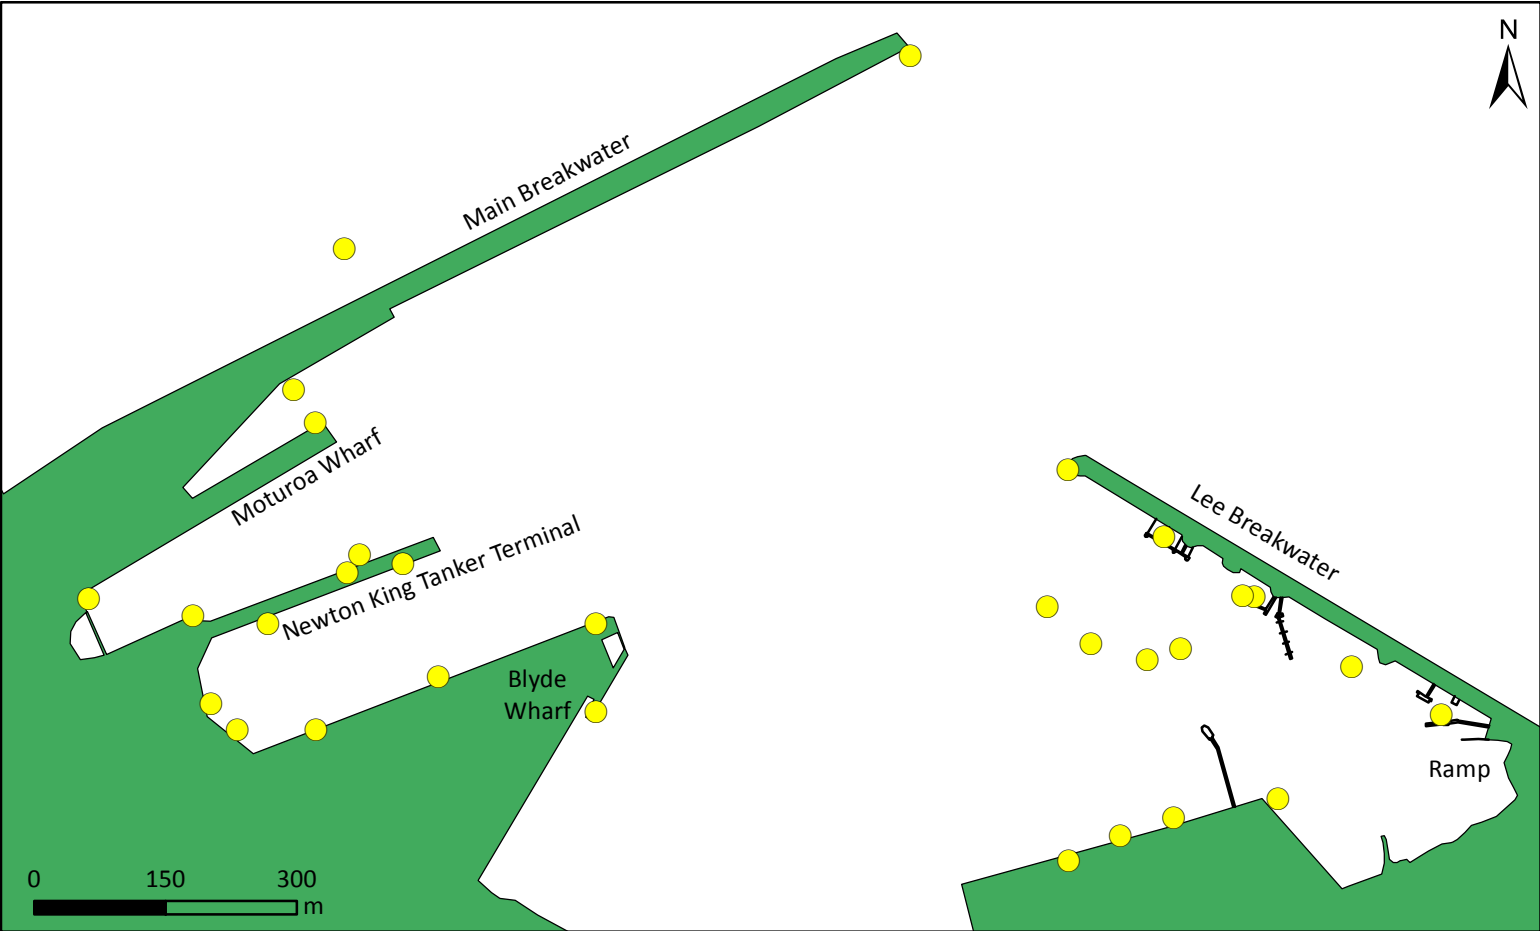 N
Main Breakwater
Moturoa Wharf
Lee Breakwater
Newton King Tanker Terminal
Blyde
Wharf
Ramp
0 150 300
m